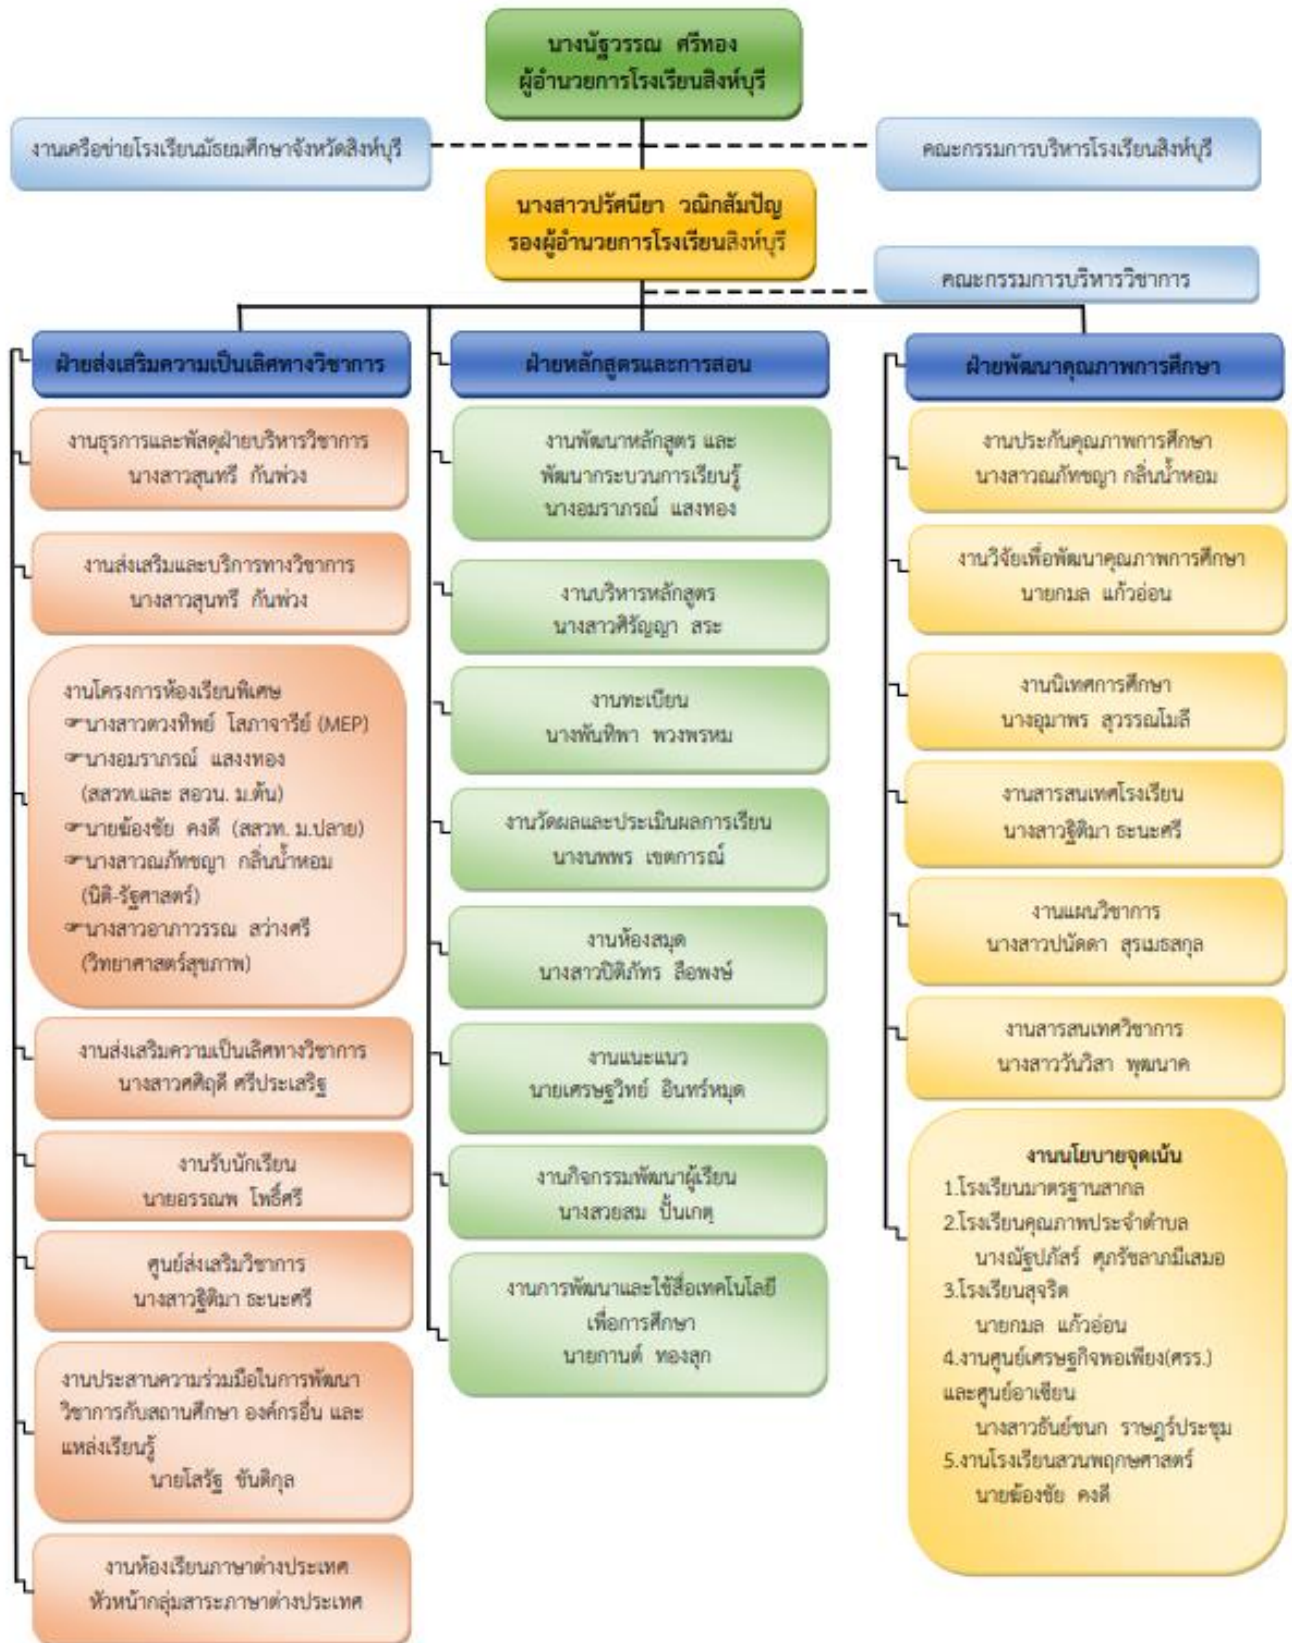 นางนัฐวรรณ ศรีทอง
ผู้อำนวยการโรงเรียนสิงห์บุรี
งานเครือข่ายโรงเรียนมัธยมศึกษาจังหวัดสิงห์บุรี
คณะกรรมการบริหารโรงเรียนสิงห์บุรี
นางสาวปรัศนียา วณิกสัมปัญ
รองผู้อำนวยการโรงเรียนสิงห์บุรี
คณะกรรมการบริหารวิชาการ
ฝ่ายส่งเสริมความเป็นเลิศทางวิชาการ
งานธุรการและพัสดุฝ่ายบริหารวิชาการ
นางสาวสุนทรี กันพ่วง
งานส่งเสริมและบริการทางวิชาการ
นางสาวสุนทรี กันพ่วง
งานโครงการห้องเรียนพิเศษ
☞นางสาวดวงทิพย์ โสภาจารีย์ (MEP)
☞นางอมราภรณ์ แสงงทอง
(สสวท.และ สอวน. ม.ต้น)
☞นายฆ้องชัย คงดี (สสวท. ม.ปลาย)
☞นางสาวณภัทชญา กลิ่นน้ำหอม
(นิติ-รัฐศาสตร์)
☞นางสาวอาภาวรรณ สว่างศรี
(วิทยาศาสตร์สุขภาพ)
งานส่งเสริมความเป็นเลิศทางวิชาการ
นางสาวศศิฤดี ศรีประเสริฐ
งานรับนักเรียน
นายอรรณพ โพธิ์ศรี
ศูนย์ส่งเสริมวิชาการ
นางสาวฐิติมา ธะนะศรี
งานประสานความร่วมมือในการพัฒนา
วิชาการกับสถานศึกษา องค์กรอื่น และ
แหล่งเรียนรู้
นายโสรัฐ ขันติกุล
งานห้องเรียนภาษาต่างประเทศ
หัวหน้ากลุ่มสาระภาษาต่างประเทศ
ฝ่ายหลักสูตรและการสอน
งานพัฒนาหลักสูตร และ
พัฒนากระบวนการเรียนรู้
นางอมราภรณ์ แสงทอง
งานบริหารหลักสูตร
นางสาวศิรัญญา สระ
งานทะเบียน
นางพันทิพา พวงพรหม
งานวัดผลและประเมินผลการเรียน
นางนพพร เขตการณ์
งานห้องสมุด
นางสาวปิติภัทร ลือพงษ์
งานแนะแนว
นายเศรษฐวิทย์ อินทร์หมุด
งานกิจกรรมพัฒนาผู้เรียน
นางสวยสม ปั้นเกตุ
งานการพัฒนาและใช้สื่อเทคโนโลยี
เพื่อการศึกษา
นายกานต์ ทองสุก
ฝ่ายพัฒนาคุณภาพการศึกษา
งานประกันคุณภาพการศึกษา
นางสาวณภัทชญา กลิ่นน้ำหอม
งานวิจัยเพื่อพัฒนาคุณภาพการศึกษา
นายกมล แก้วอ่อน
งานนิเทศการศึกษา
นางอุมาพร สุวรรณโมลี
งานสารสนเทศโรงเรียน
นางสาวฐิติมา ธะนะศรี
งานแผนวิชาการ
นางสาวปนัดดา สุรเมธสกุล
งานสารสนเทศวิชาการ
นางสาววันวิสา พุฒนาค
งานนโยบายจุดเน้น
1.โรงเรียนมาตรฐานสากล
2.โรงเรียนคุณภาพประจำตำบล
นางณัฐปภัสร์ ศุภรัชลาภมีเสมอ
3.โรงเรียนสุจริต
นายกมล แก้วอ่อน
4.งานศูนย์เศรษฐกิจพอเพียง(ศรร.)
และศูนย์อาเซียน
นางสาวธันย์ชนก ราษฎร์ประชุม
5.งานโรงเรียนสวนพฤกษศาสตร์
นายฆ้องชัย คงดี